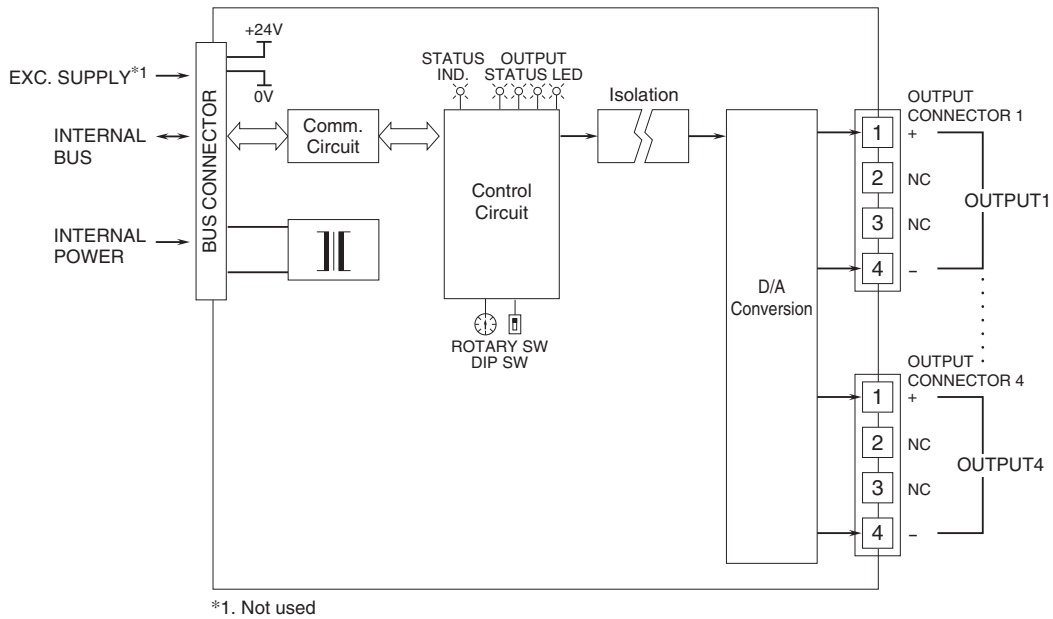 +24V
EXC. SUPPLY*1
0V
INTERNAL
BUS
INTERNAL
POWER
BUS CONNECTOR
Comm.
Circuit
STATUS
IND.
OUTPUT
STATUS LED
Control
Circuit
ROTARY SW
DIP SW
Isolation
D/A
Conversion
OUTPUT
CONNECTOR 1
1 +
2 NC
3 NC
4 −
OUTPUT1
OUTPUT
CONNECTOR 4
1 +
2 NC
3 NC
4 −
OUTPUT4
*1. Not used